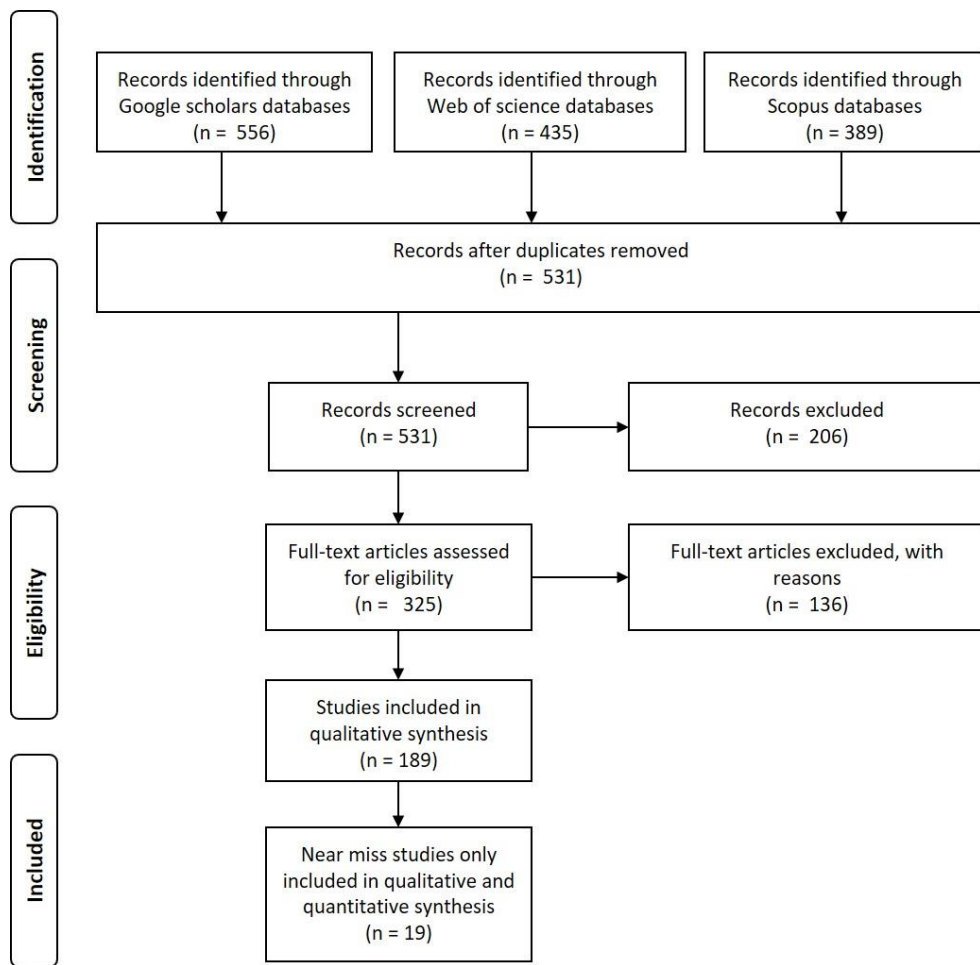 Identification
Records identified through
Google scholars databases
(n = 556)
Records identified through
Web of science databases
(n = 435)
Records identified through
Scopus databases
(n = 389)
Records after duplicates removed
(n = 531)
Screening
Records screened
(n = 531)
Records excluded
(n = 206)
Eligibility
Full-text articles assessed
for eligibility
(n = 325)
Full-text articles excluded, with
reasons
(n = 136)
Studies included in
qualitative synthesis
(n = 189)
Included
Near miss studies only
included in qualitative and
quantitative synthesis
(n = 19)